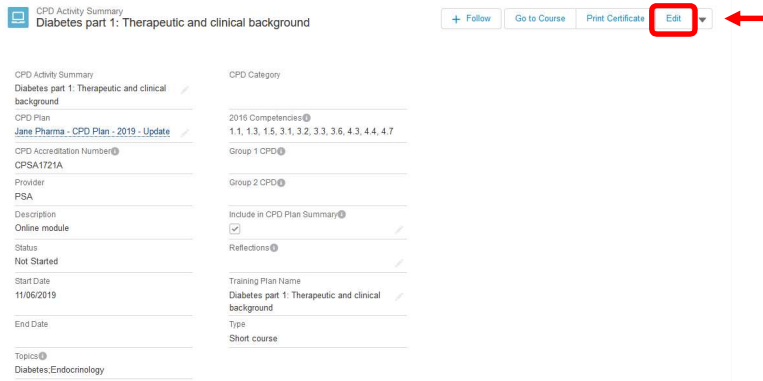 CPD Activity Summary
Diabetes part 1: Therapeutic and clinical background
+ Follow
Go to Course
Print Certificate
Edit
CPD Activity Summary
Diabetes part 1: Therapeutic and clinical
background
CPD Category
CPD Plan
Jane Pharma - CPD Plan - 2019 - Update
2016 Competencies
1.1, 1.3, 1.5, 3.1, 3.2, 3.3, 3.6, 4.3, 4.4, 4.7
CPD Accreditation Number
CPSA1721A
Group 1 CPD
Provider
PSA
Group 2 CPD
Description
Online module
Include in CPD Plan Summary
Status
Not Started
Reflections
Start Date
11/06/2019
Training Plan Name
Diabetes part 1: Therapeutic and clinical
background
End Date
Type
Short course
Topics
Diabetes;Endocrinology